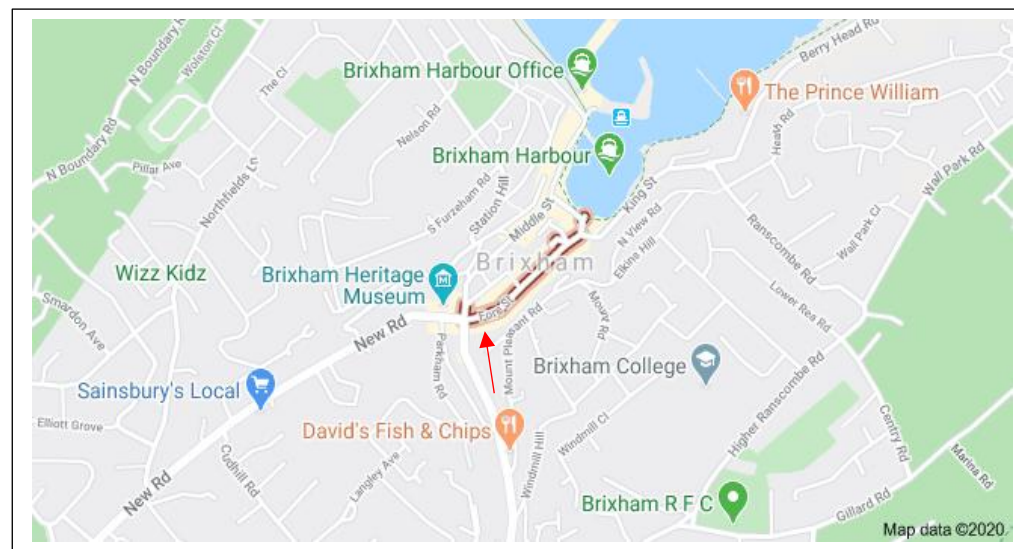 Berry Head Rd
N Boundary Rd
Wolston Cl
The Cl
Brixham Harbour Office
The Prince William
Nelson Rd
Heath Rd
N Boundary Rd
Pillar Ave
Northfields Ln
Brixham Harbour
Wall Park Rd
S Furzeham Rd
Station Hill
Middle St
King St
N View Rd
Ranscombe Rd
Wall Park Cl
Elkins Hill
Wizz Kidz
Brixham Heritage
Museum
Brixham
Lower Rea Rd
Smardon Ave
New Rd
Fore St
Mount Pleasant Rd
Parkham Rd
Brixham College
Sainsbury's Local
Higher Ranscombe Rd
Centry Rd
Elliott Grove
David's Fish & Chips
Windmill Cl
Windmill Hill
Cudhill Rd
Langley Ave
Marina Rd
New Rd
Brixham R F C
Gillard Rd
Map data ©2020